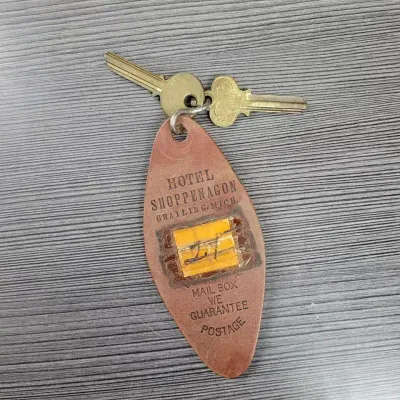 HOTEL
SHOPPENAGON
GRAYLING, MICH.
27
MAIL BOX
WE
GUARANTEE
POSTAGE